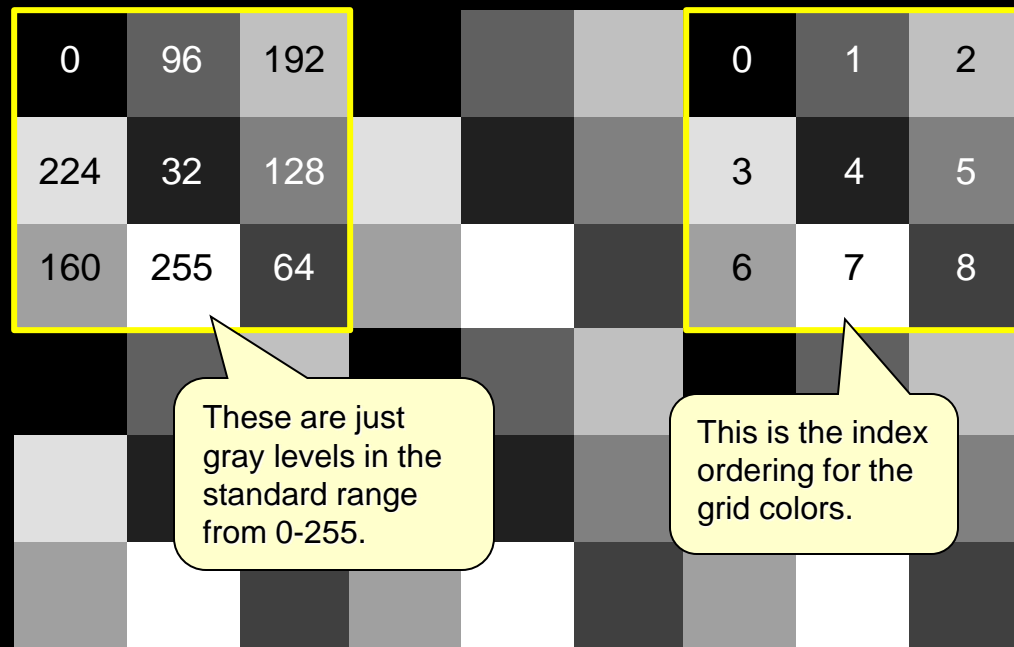 0 96 192
224 32 128
160 255 64
0 1 2
3 4 5
6 7 8
These are just
gray levels in the
standard range
from 0-255.
This is the index
ordering for the
grid colors.